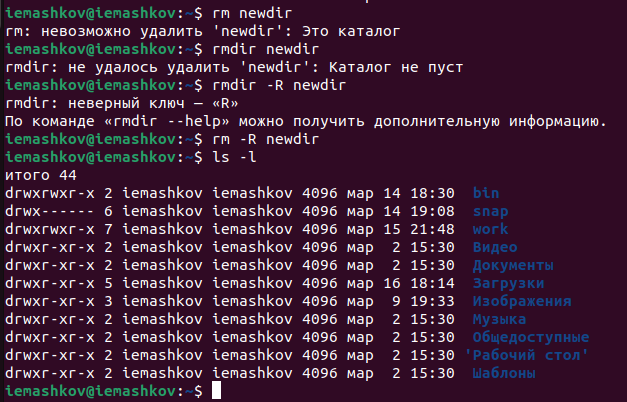 iemashkov@iemashkov:~$ rm newdir
rm: невозможно удалить 'newdir': Это каталог
iemashkov@iemashkov:~$ rmdir newdir
rmdir: не удалось удалить 'newdir': Каталог не пуст
iemashkov@iemashkov:~$ rmdir -R newdir
rmdir: неверный ключ — «R»
По команде «rmdir --help» можно получить дополнительную информацию.
iemashkov@iemashkov:~$ rm -R newdir
iemashkov@iemashkov:~$ ls -l
итого 44
drwxrwxr-x 2 iemashkov iemashkov 4096 мар 14 18:30  bin
drwx------ 6 iemashkov iemashkov 4096 мар 14 19:08  snap
drwxrwxr-x 7 iemashkov iemashkov 4096 мар 15 21:48  work
drwxr-xr-x 2 iemashkov iemashkov 4096 мар  2 15:30  Видео
drwxr-xr-x 2 iemashkov iemashkov 4096 мар  2 15:30  Документы
drwxr-xr-x 5 iemashkov iemashkov 4096 мар 16 18:14  Загрузки
drwxr-xr-x 3 iemashkov iemashkov 4096 мар  9 19:33  Изображения
drwxr-xr-x 2 iemashkov iemashkov 4096 мар  2 15:30  Музыка
drwxr-xr-x 2 iemashkov iemashkov 4096 мар  2 15:30  Общедоступные
drwxr-xr-x 2 iemashkov iemashkov 4096 мар  2 15:30 'Рабочий стол'
drwxr-xr-x 2 iemashkov iemashkov 4096 мар  2 15:30  Шаблоны
iemashkov@iemashkov:~$